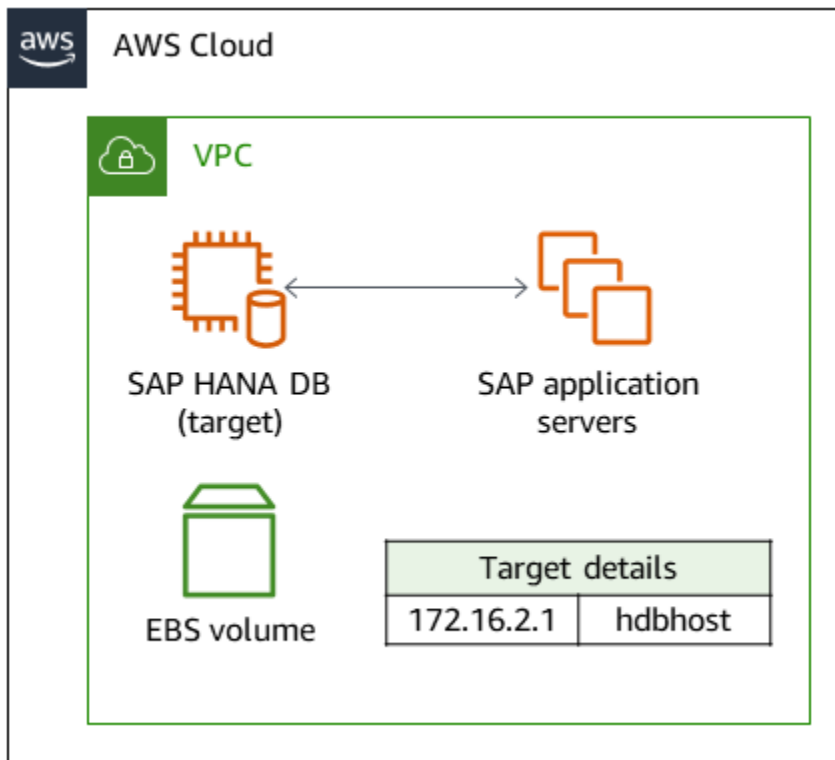 aws
AWS Cloud
VPC
SAP HANA DB
(target)
SAP application
servers
EBS volume
Target details
172.16.2.1 hdbhost